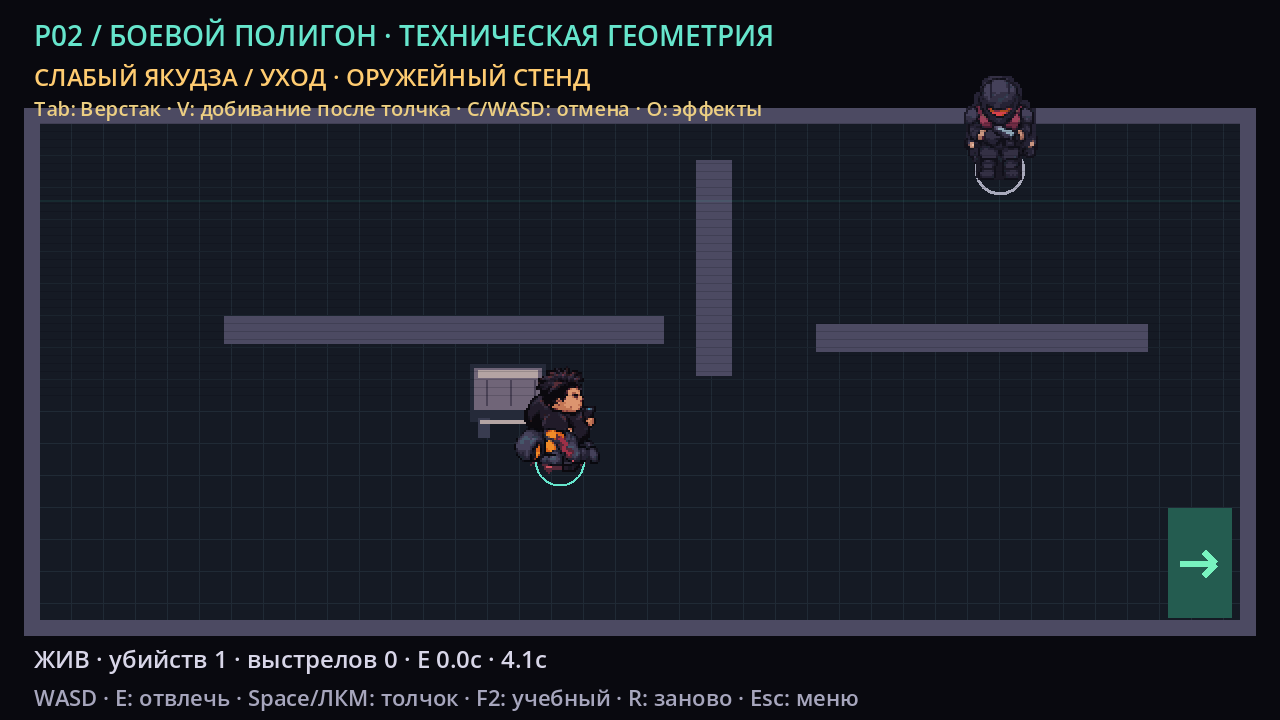 P02 / БОЕВОЙ ПОЛИГОН · ТЕХНИЧЕСКАЯ ГЕОМЕТРИЯ
СЛАБЫЙ ЯКУДЗА / УХОД · ОРУЖЕЙНЫЙ СТЕНД
Tab: Верстак · V: добивание после толчка · C/WASD: отмена · O: эффекты
ЖИВ · убийств 1 · выстрелов 0 · E 0.0с · 4.1с
WASD · E: отвлечь · Space/ЛКМ: толчок · F2: учебный · R: заново · Esc: меню